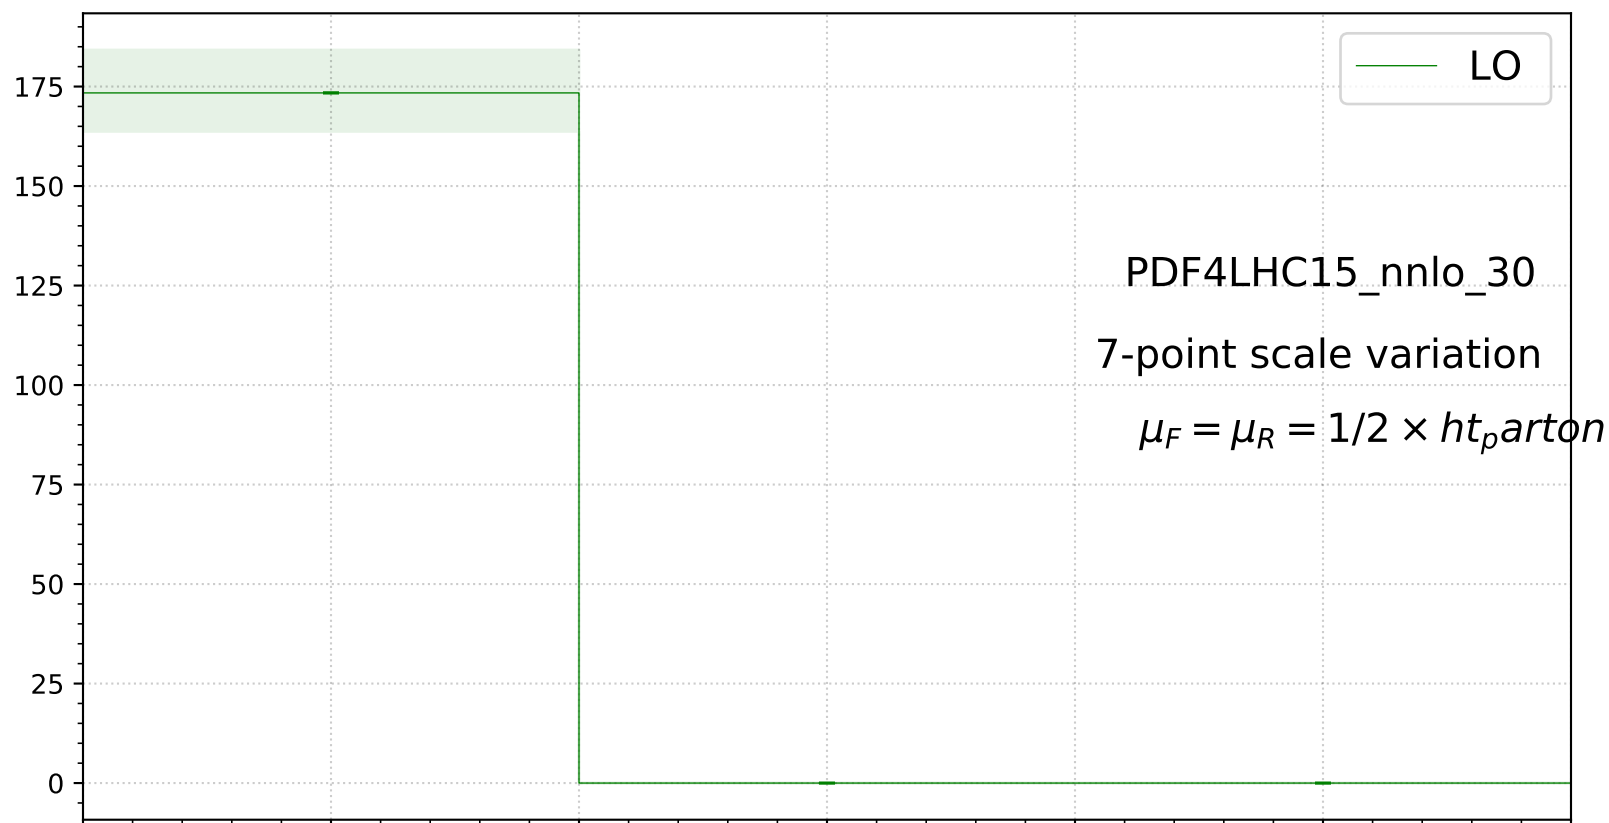 175
150
125
100
75
50
25
0
LO
PDF4LHC15_nnlo_30
7-point scale variation
μF = μR = 1/2 × htparton